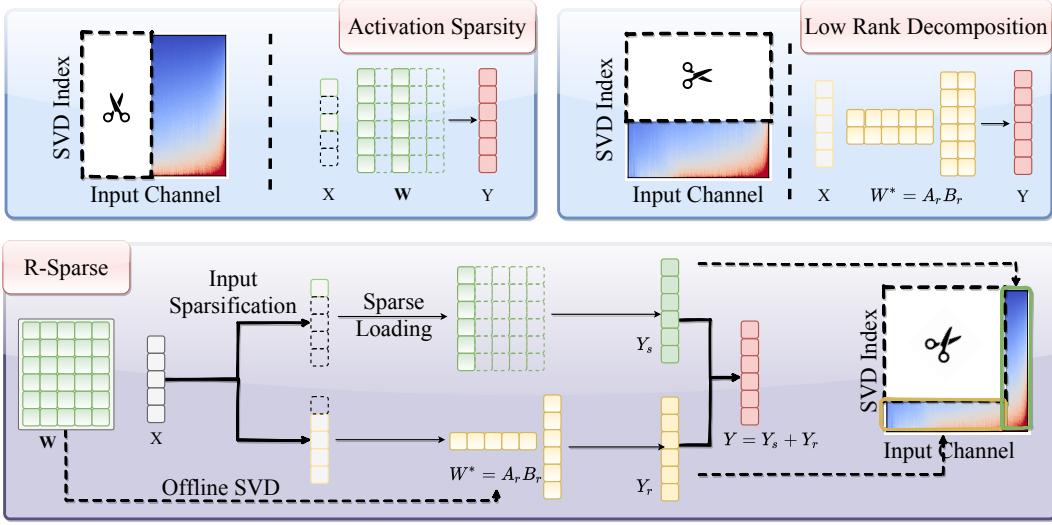 Activation Sparsity
SVD Index
Input Channel
X
W
Y
Low Rank Decomposition
SVD Index
Input Channel
X
W* = A_r B_r
Y
R-Sparse
W
X
Input
Sparsification
Sparse
Loading
Y_s
W* = A_r B_r
Y_r
Y = Y_s + Y_r
Offline SVD
SVD Index
Input Channel